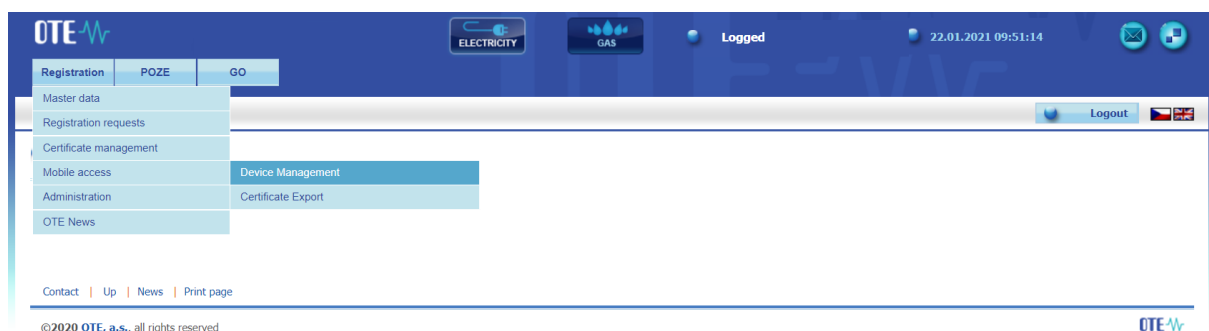 OTE
ELECTRICITY
GAS
Logged
22.01.2021 09:51:14
Registration POZE GO
Master data
Registration requests
Logout
Certificate management
Mobile access
Device Management
Administration
Certificate Export
OTE News
Contact | Up | News | Print page
©2020 OTE, a.s., all rights reserved
OTE